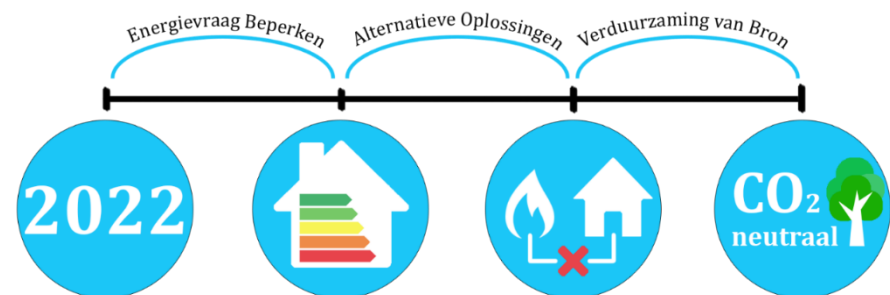 Energievraag Beperken
Alternatieve Oplossingen
Verduurzaming van Bron
2022
CO₂
neutraal